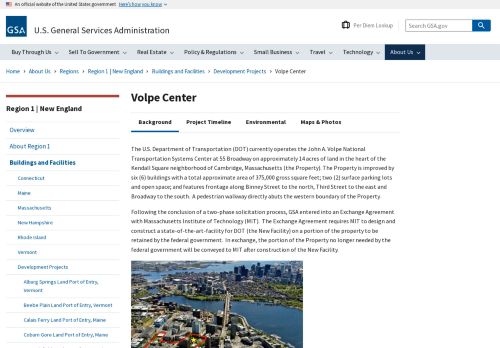 An official website of the United States government Here's how you know
GSA
U.S. General Services Administration
Per Diem Lookup
Search GSA.gov
Buy Through Us
Sell To Government
Real Estate
Policy & Regulations
Small Business
Travel
Technology
About Us
Home › About Us › Regions › Region 1 | New England › Buildings and Facilities › Development Projects › Volpe Center
Region 1 | New England
Overview
About Region 1
Buildings and Facilities
Connecticut
Maine
Massachusetts
New Hampshire
Rhode Island
Vermont
Development Projects
Alburg Springs Land Port of Entry, Vermont
Beebe Plain Land Port of Entry, Vermont
Calais Ferry Land Port of Entry, Maine
Coburn Gore Land Port of Entry, Maine
Volpe Center
Background
Project Timeline
Environmental
Maps & Photos
The U.S. Department of Transportation (DOT) currently operates the John A. Volpe National
Transportation Systems Center at 55 Broadway on approximately 14 acres of land in the heart of the
Kendall Square neighborhood of Cambridge, Massachusetts (the Property). The Property is improved by
six (6) buildings with a total approximate area of 375,000 gross square feet; two (2) surface parking lots
and open space; and features frontage along Binney Street to the north, Third Street to the east and
Broadway to the south. A pedestrian walkway directly abuts the western boundary of the Property.
Following the conclusion of a two-phase solicitation process, GSA entered into an Exchange Agreement
with Massachusetts Institute of Technology (MIT). The Exchange Agreement requires MIT to design and
construct a state-of-the-art-facility for DOT (the New Facility) on a portion of the property to be
retained by the federal government. In exchange, the portion of the Property no longer needed by the
federal government will be conveyed to MIT after construction of the New Facility.